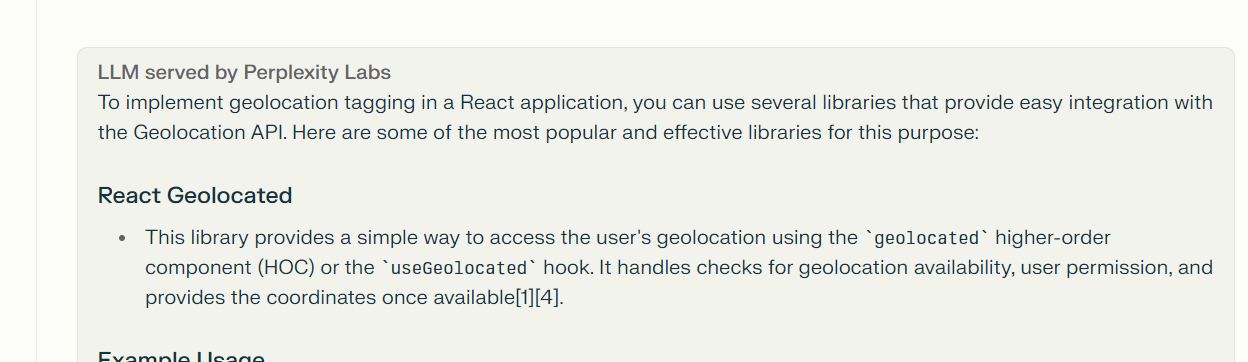 LLM served by Perplexity Labs
To implement geolocation tagging in a React application, you can use several libraries that provide easy integration with
the Geolocation API. Here are some of the most popular and effective libraries for this purpose:
React Geolocated
• This library provides a simple way to access the user's geolocation using the `geolocated` higher-order
component (HOC) or the `useGeolocated` hook. It handles checks for geolocation availability, user permission, and
provides the coordinates once available[1][4].
Example Usage